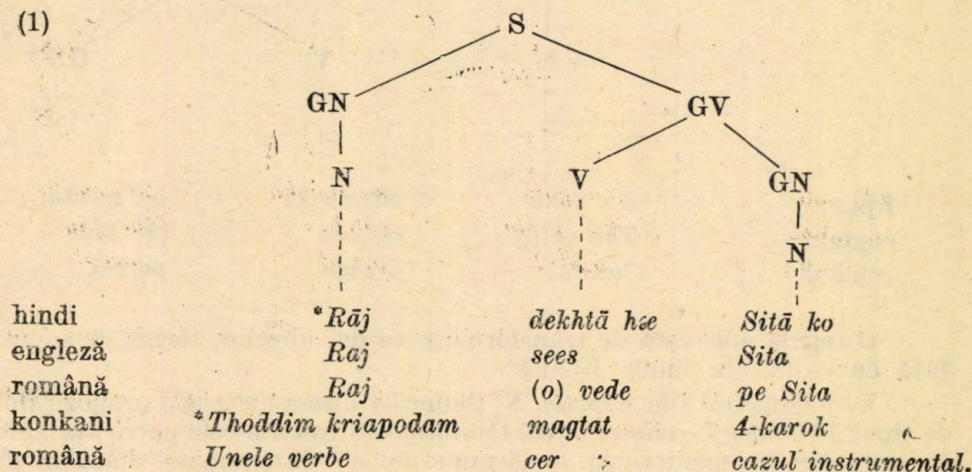 (1)
S
GN GV
N V GN
N
hindi *Rāj dekhtā hæe Sitā ko
engleză Raj sees Sita
română Raj (o) vede pe Sita
konkani *Thoddim kriapodam magtat 4-karok
română Unele verbe cer cazul instrumental